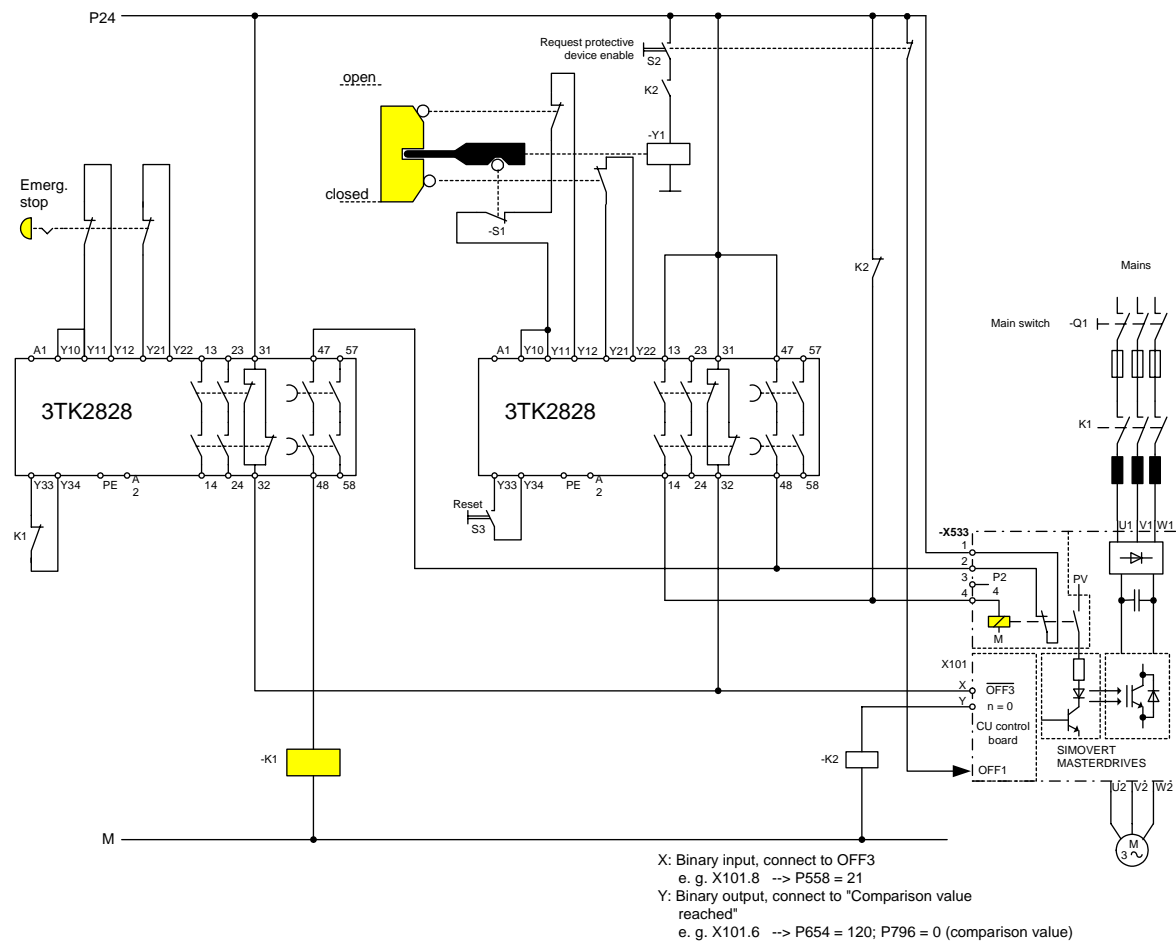 P24
Request protective
device enable
S2
open
K2
-Y1
Emerg.
stop
closed
-S1
K2
Mains
Main switch
-Q1
A1
Y10
Y11
Y12
Y21
Y22
13
23
31
47
57
A1
Y10
Y11
Y12
Y21
Y22
13
23
31
47
57
3TK2828
3TK2828
K1
Y33
Y34
PE
A
2
14
24
32
48
58
Y33
Y34
PE
A
2
14
24
32
48
58
Reset
S3
K1
-X533
U1
V1
W1
1
2
3
P2
4
4
PV
M
X101
X
OFF3
Y
n = 0
CU control
board
SIMOVERT
MASTERDRIVES
OFF1
-K1
-K2
U2
V2
W2
M
M
3
X: Binary input, connect to OFF3
e. g. X101.8 --> P558 = 21
Y: Binary output, connect to "Comparison value
reached"
e. g. X101.6 --> P654 = 120; P796 = 0 (comparison value)